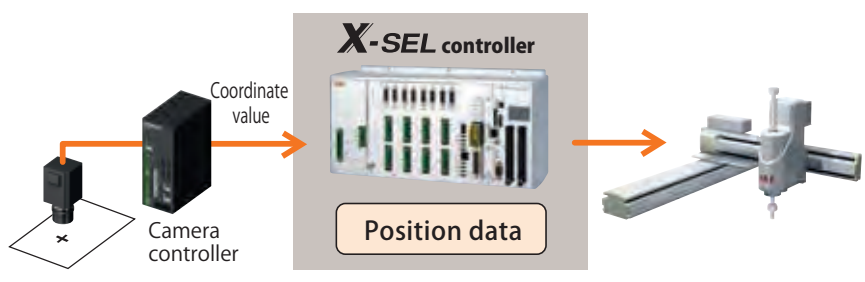 X-SEL controller
Coordinate
value
Camera
controller
Position data